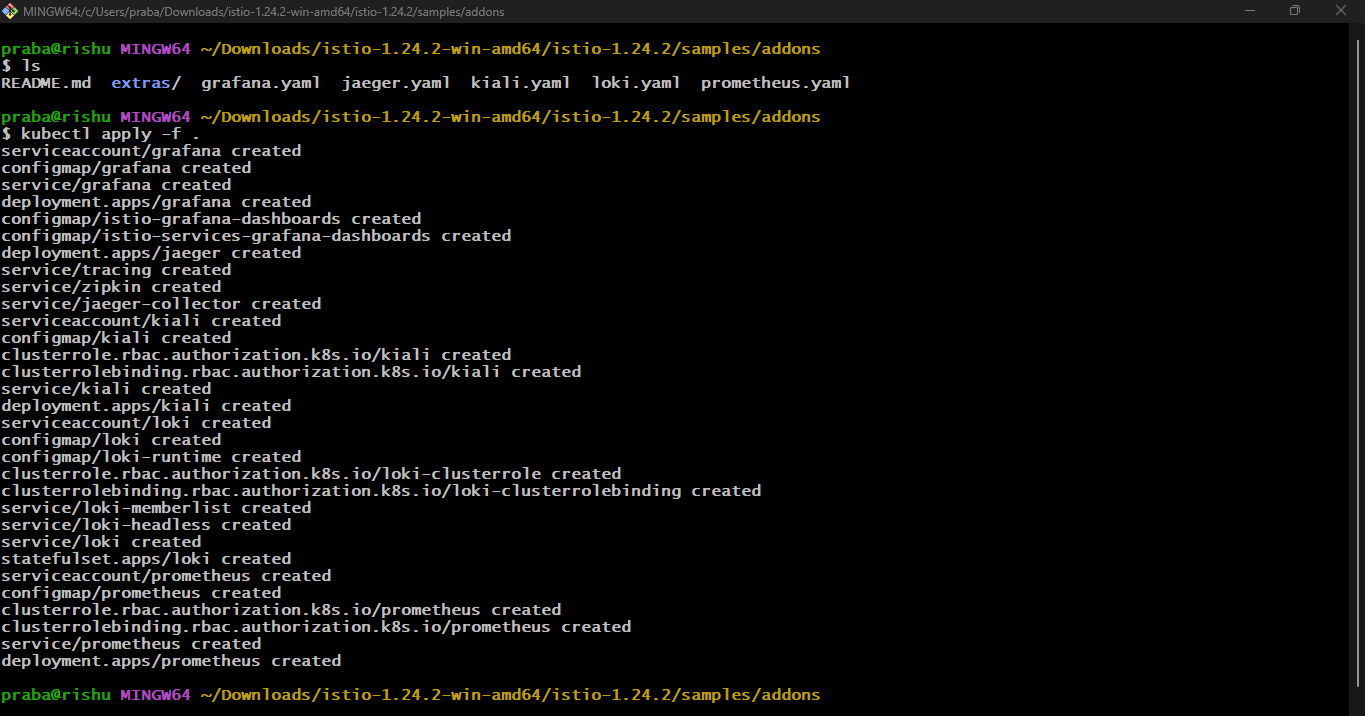 MINGW64:/c/Users/praba/Downloads/istio-1.24.2-win-amd64/istio-1.24.2/samples/addons
praba@rishu MINGW64 ~/Downloads/istio-1.24.2-win-amd64/istio-1.24.2/samples/addons
$ ls
README.md  extras/  grafana.yaml  jaeger.yaml  kiali.yaml  loki.yaml  prometheus.yaml
praba@rishu MINGW64 ~/Downloads/istio-1.24.2-win-amd64/istio-1.24.2/samples/addons
$ kubectl apply -f .
serviceaccount/grafana created
configmap/grafana created
service/grafana created
deployment.apps/grafana created
configmap/istio-grafana-dashboards created
configmap/istio-services-grafana-dashboards created
deployment.apps/jaeger created
service/tracing created
service/zipkin created
service/jaeger-collector created
serviceaccount/kiali created
configmap/kiali created
clusterrole.rbac.authorization.k8s.io/kiali created
clusterrolebinding.rbac.authorization.k8s.io/kiali created
service/kiali created
deployment.apps/kiali created
serviceaccount/loki created
configmap/loki created
configmap/loki-runtime created
clusterrole.rbac.authorization.k8s.io/loki-clusterrole created
clusterrolebinding.rbac.authorization.k8s.io/loki-clusterrolebinding created
service/loki-memberlist created
service/loki-headless created
service/loki created
statefulset.apps/loki created
serviceaccount/prometheus created
configmap/prometheus created
clusterrole.rbac.authorization.k8s.io/prometheus created
clusterrolebinding.rbac.authorization.k8s.io/prometheus created
service/prometheus created
deployment.apps/prometheus created
praba@rishu MINGW64 ~/Downloads/istio-1.24.2-win-amd64/istio-1.24.2/samples/addons